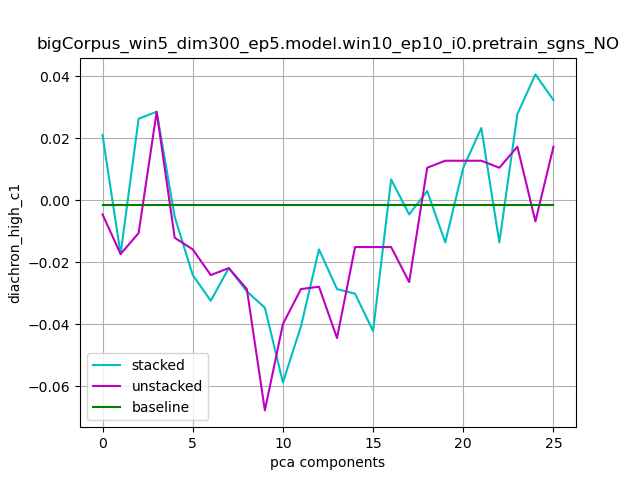 bigCorpus_win5_dim300_ep5.model.win10_ep10_i0.pretrain_sgns_NO
0.04
0.02
0.00
−0.02
−0.04
−0.06
diachron_high_c1
stacked
unstacked
baseline
0 5 10 15 20 25
pca components